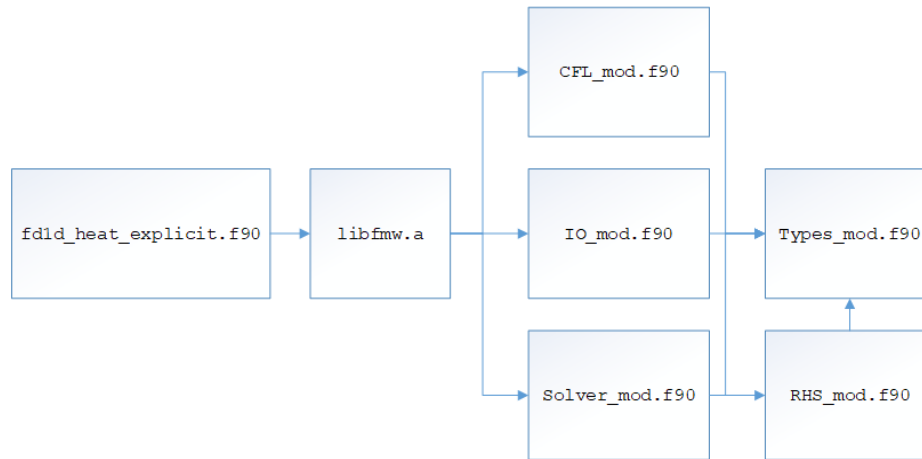 CFL_mod.f90
fd1d_heat_explicit.f90
libfmw.a
IO_mod.f90
Types_mod.f90
Solver_mod.f90
RHS_mod.f90